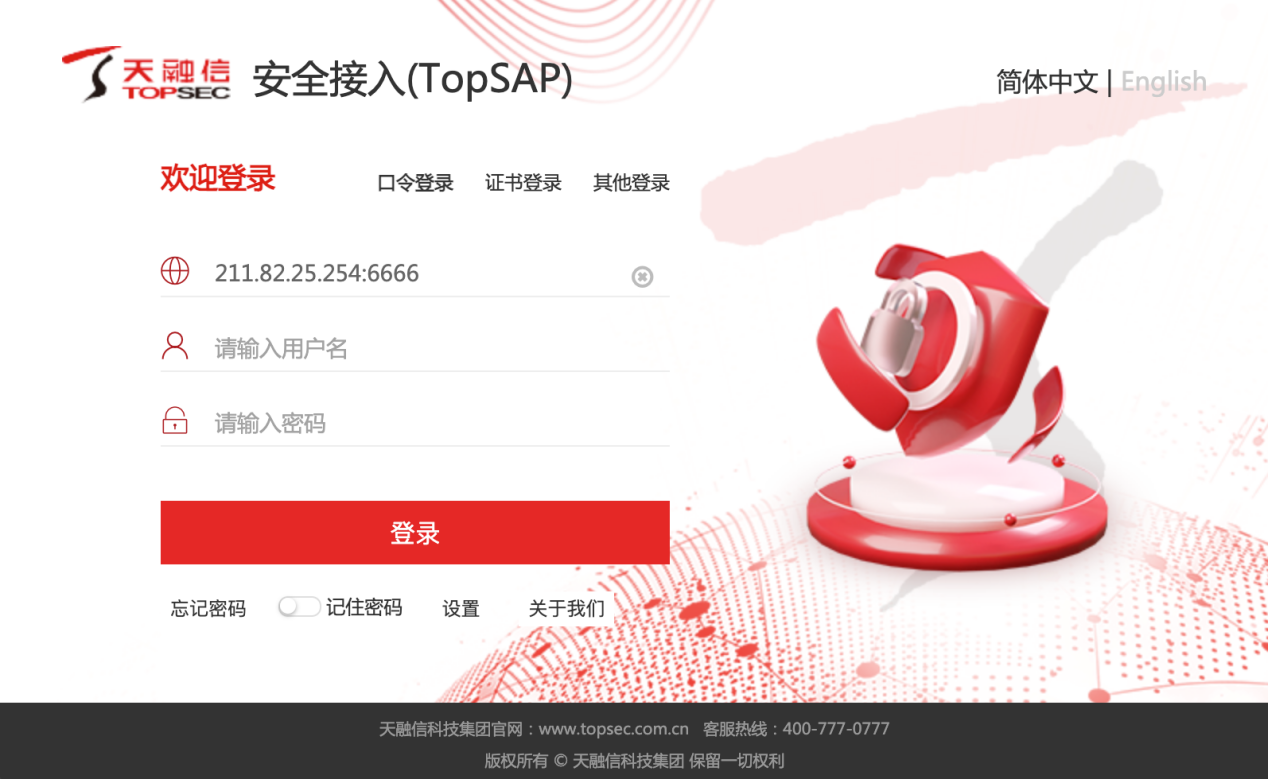 天融信 TOPSEC 安全接入(TopSAP) 简体中文 | English
欢迎登录 口令登录 证书登录 其他登录
211.82.25.254:6666
请输入用户名
请输入密码
登录
忘记密码 记住密码 设置 关于我们
天融信科技集团官网：www.topsec.com.cn 客服热线：400-777-0777
版权所有 © 天融信科技集团 保留一切权利